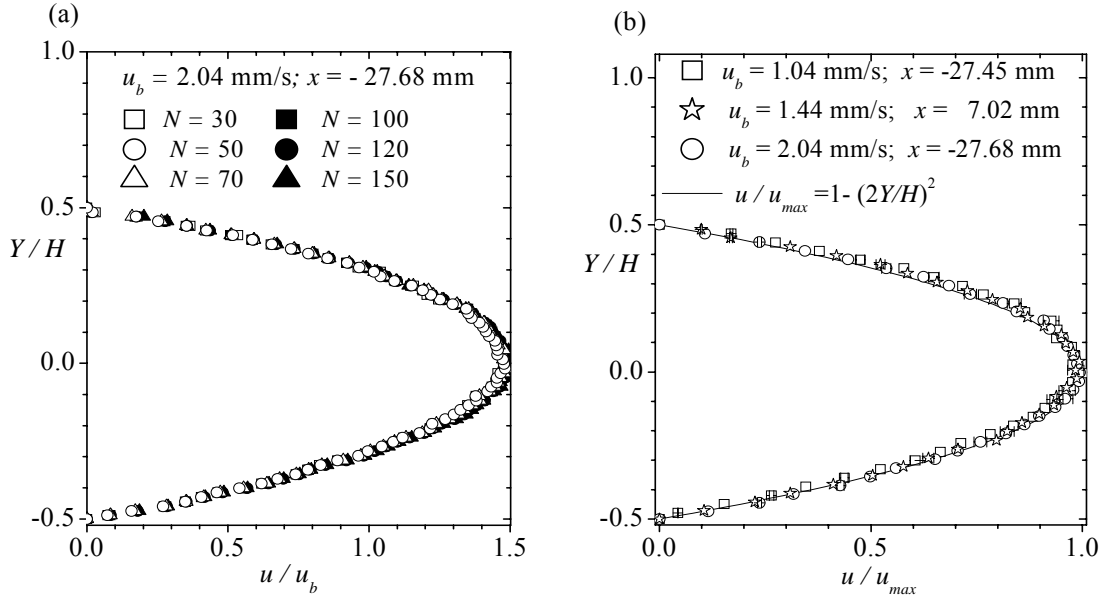 (a)
1.0
u_b = 2.04 mm/s; x = - 27.68 mm
N = 30 N = 100
N = 50 N = 120
N = 70 N = 150
0.5
Y / H
0.0
-0.5
0.0 0.5 1.0 1.5
u / u_b
(b)
1.0
u_b = 1.04 mm/s; x = -27.45 mm
u_b = 1.44 mm/s; x = 7.02 mm
u_b = 2.04 mm/s; x = -27.68 mm
u / u_max =1- (2Y/H)²
0.5
Y / H
0.0
-0.5
0.0 0.5 1.0
u / u_max